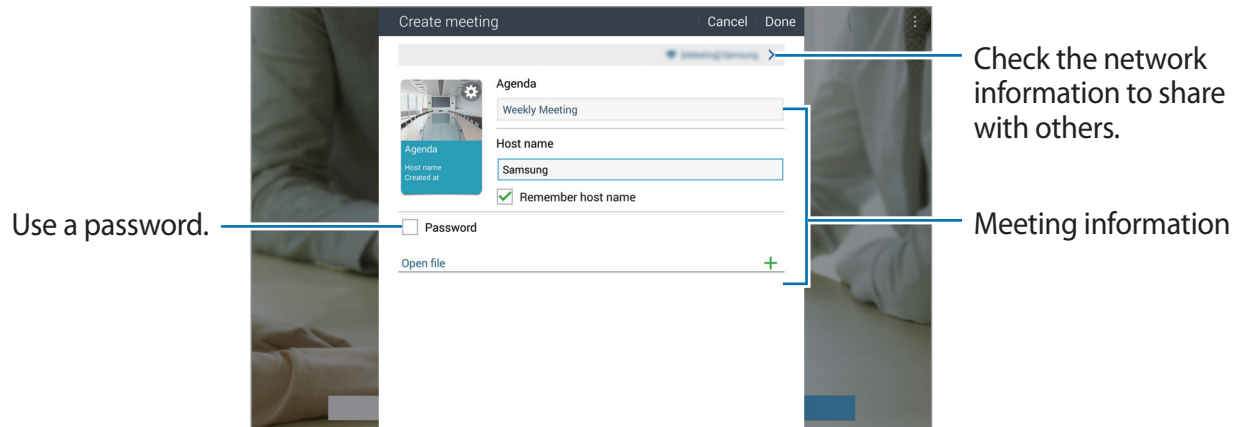 Create meeting Cancel Done
Check the network
information to share
with others.
Agenda
Weekly Meeting
Host name
Samsung
Remember host name
Agenda
Host name
Created at
Use a password.
Password
Meeting information
Open file